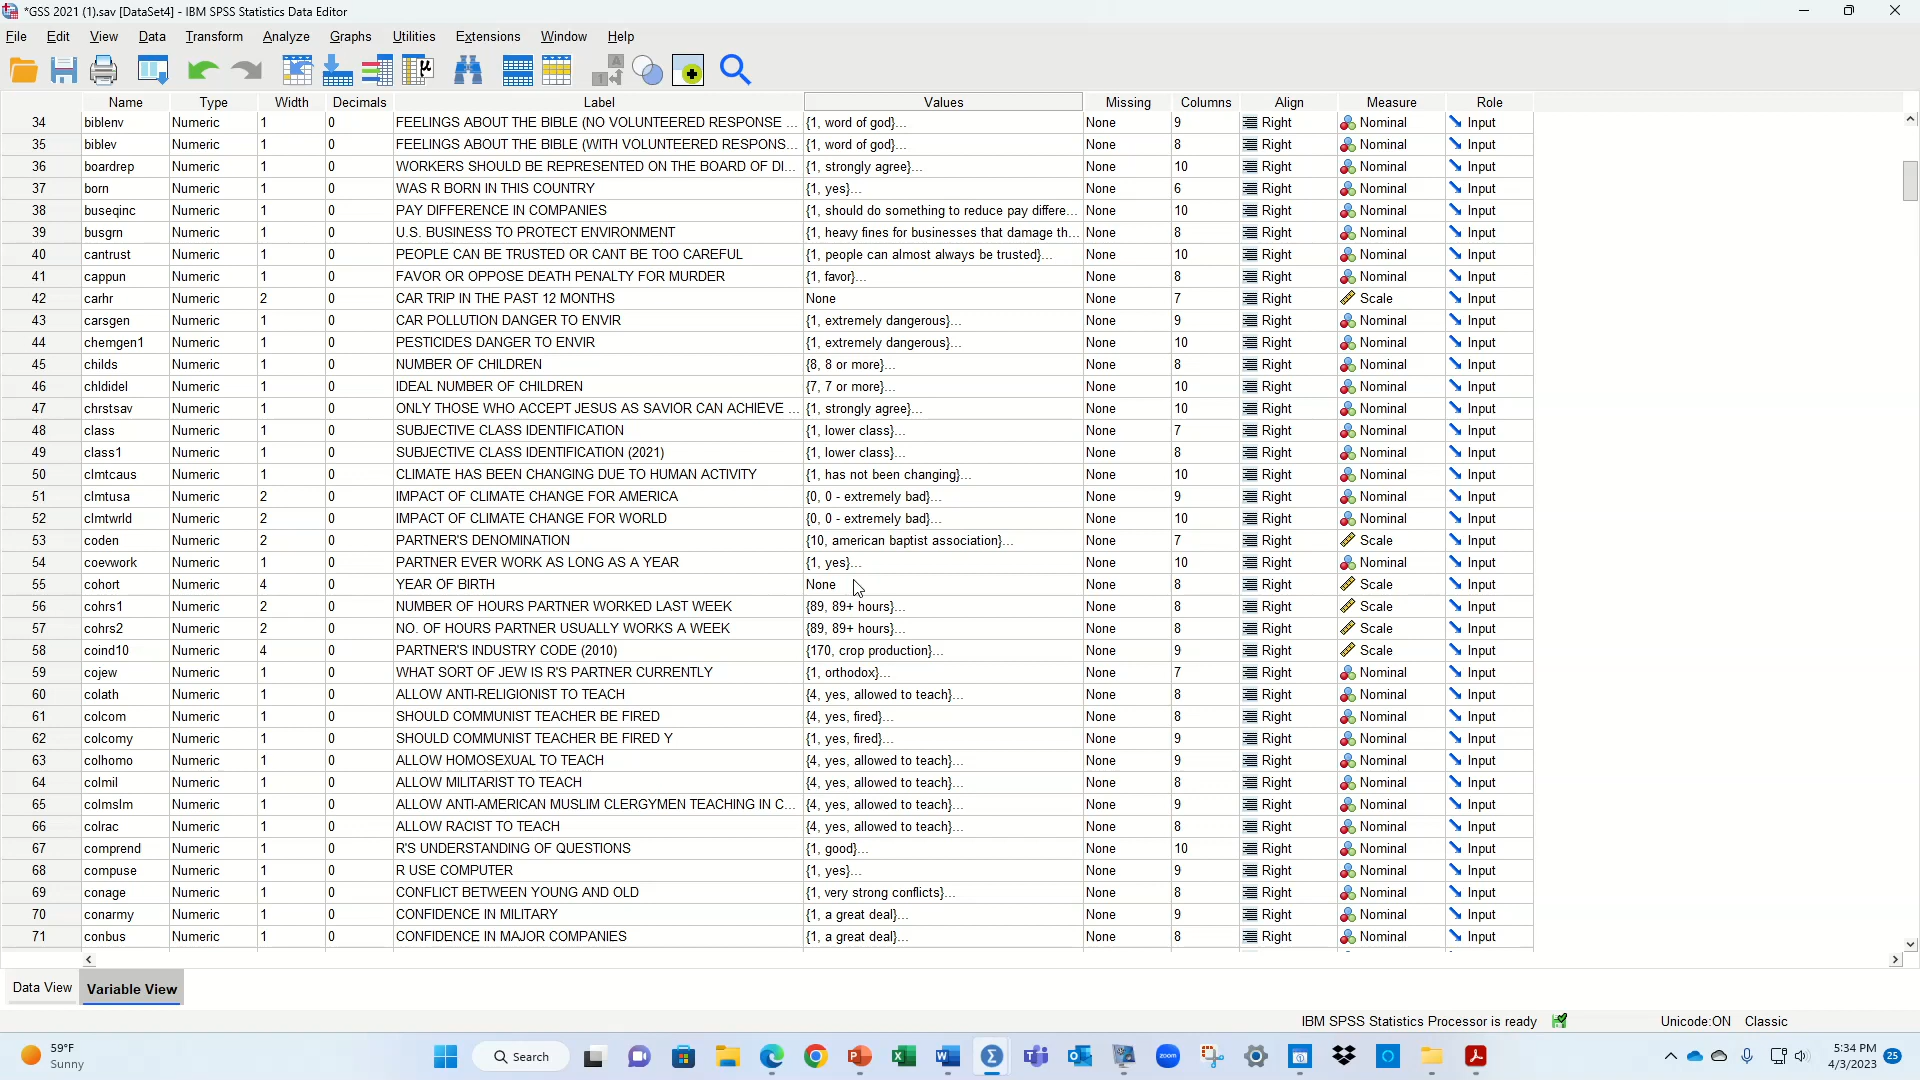 *GSS 2021 (1).sav [DataSet4] - IBM SPSS Statistics Data Editor
File Edit View Data Transform Analyze Graphs Utilities Extensions Window Help
Name Type Width Decimals Label Values Missing Columns Align Measure Role
34 biblenv Numeric 1 0 FEELINGS ABOUT THE BIBLE (NO VOLUNTEERED RESPONSE ... {1, word of god}... None 9 Right Nominal Input
35 biblev Numeric 1 0 FEELINGS ABOUT THE BIBLE (WITH VOLUNTEERED RESPONS... {1, word of god}... None 8 Right Nominal Input
36 boardrep Numeric 1 0 WORKERS SHOULD BE REPRESENTED ON THE BOARD OF DI... {1, strongly agree}... None 10 Right Nominal Input
37 born Numeric 1 0 WAS R BORN IN THIS COUNTRY {1, yes}... None 6 Right Nominal Input
38 buseqinc Numeric 1 0 PAY DIFFERENCE IN COMPANIES {1, should do something to reduce pay differe... None 10 Right Nominal Input
39 busgrn Numeric 1 0 U.S. BUSINESS TO PROTECT ENVIRONMENT {1, heavy fines for businesses that damage th... None 8 Right Nominal Input
40 cantrust Numeric 1 0 PEOPLE CAN BE TRUSTED OR CANT BE TOO CAREFUL {1, people can almost always be trusted}... None 10 Right Nominal Input
41 cappun Numeric 1 0 FAVOR OR OPPOSE DEATH PENALTY FOR MURDER {1, favor}... None 8 Right Nominal Input
42 carhr Numeric 2 0 CAR TRIP IN THE PAST 12 MONTHS None None 7 Right Scale Input
43 carsgen Numeric 1 0 CAR POLLUTION DANGER TO ENVIR {1, extremely dangerous}... None 9 Right Nominal Input
44 chemgen1 Numeric 1 0 PESTICIDES DANGER TO ENVIR {1, extremely dangerous}... None 10 Right Nominal Input
45 childs Numeric 1 0 NUMBER OF CHILDREN {8, 8 or more}... None 8 Right Nominal Input
46 chldidel Numeric 1 0 IDEAL NUMBER OF CHILDREN {7, 7 or more}... None 10 Right Nominal Input
47 chrstsav Numeric 1 0 ONLY THOSE WHO ACCEPT JESUS AS SAVIOR CAN ACHIEVE ... {1, strongly agree}... None 10 Right Nominal Input
48 class Numeric 1 0 SUBJECTIVE CLASS IDENTIFICATION {1, lower class}... None 7 Right Nominal Input
49 class1 Numeric 1 0 SUBJECTIVE CLASS IDENTIFICATION (2021) {1, lower class}... None 8 Right Nominal Input
50 clmtcaus Numeric 1 0 CLIMATE HAS BEEN CHANGING DUE TO HUMAN ACTIVITY {1, has not been changing}... None 10 Right Nominal Input
51 clmtusa Numeric 2 0 IMPACT OF CLIMATE CHANGE FOR AMERICA {0, 0 - extremely bad}... None 9 Right Nominal Input
52 clmtwrld Numeric 2 0 IMPACT OF CLIMATE CHANGE FOR WORLD {0, 0 - extremely bad}... None 10 Right Nominal Input
53 coden Numeric 2 0 PARTNER'S DENOMINATION {10, american baptist association}... None 7 Right Scale Input
54 coevwork Numeric 1 0 PARTNER EVER WORK AS LONG AS A YEAR {1, yes}... None 10 Right Nominal Input
55 cohort Numeric 4 0 YEAR OF BIRTH None None 8 Right Scale Input
56 cohrs1 Numeric 2 0 NUMBER OF HOURS PARTNER WORKED LAST WEEK {89, 89+ hours}... None 8 Right Scale Input
57 cohrs2 Numeric 2 0 NO. OF HOURS PARTNER USUALLY WORKS A WEEK {89, 89+ hours}... None 8 Right Scale Input
58 coind10 Numeric 4 0 PARTNER'S INDUSTRY CODE (2010) {170, crop production}... None 9 Right Scale Input
59 cojew Numeric 1 0 WHAT SORT OF JEW IS R'S PARTNER CURRENTLY {1, orthodox}... None 7 Right Nominal Input
60 colath Numeric 1 0 ALLOW ANTI-RELIGIONIST TO TEACH {4, yes, allowed to teach}... None 8 Right Nominal Input
61 colcom Numeric 1 0 SHOULD COMMUNIST TEACHER BE FIRED {4, yes, fired}... None 8 Right Nominal Input
62 colcomy Numeric 1 0 SHOULD COMMUNIST TEACHER BE FIRED Y {1, yes, fired}... None 9 Right Nominal Input
63 colhomo Numeric 1 0 ALLOW HOMOSEXUAL TO TEACH {4, yes, allowed to teach}... None 9 Right Nominal Input
64 colmil Numeric 1 0 ALLOW MILITARIST TO TEACH {4, yes, allowed to teach}... None 8 Right Nominal Input
65 colmslm Numeric 1 0 ALLOW ANTI-AMERICAN MUSLIM CLERGYMEN TEACHING IN C... {4, yes, allowed to teach}... None 9 Right Nominal Input
66 colrac Numeric 1 0 ALLOW RACIST TO TEACH {4, yes, allowed to teach}... None 8 Right Nominal Input
67 comprend Numeric 1 0 R'S UNDERSTANDING OF QUESTIONS {1, good}... None 10 Right Nominal Input
68 compuse Numeric 1 0 R USE COMPUTER {1, yes}... None 9 Right Nominal Input
69 conage Numeric 1 0 CONFLICT BETWEEN YOUNG AND OLD {1, very strong conflicts}... None 8 Right Nominal Input
70 conarmy Numeric 1 0 CONFIDENCE IN MILITARY {1, a great deal}... None 9 Right Nominal Input
71 conbus Numeric 1 0 CONFIDENCE IN MAJOR COMPANIES {1, a great deal}... None 8 Right Nominal Input
Data View Variable View
IBM SPSS Statistics Processor is ready Unicode:ON Classic
59°F
Sunny
Search
zoom
5:34 PM
4/3/2023
25